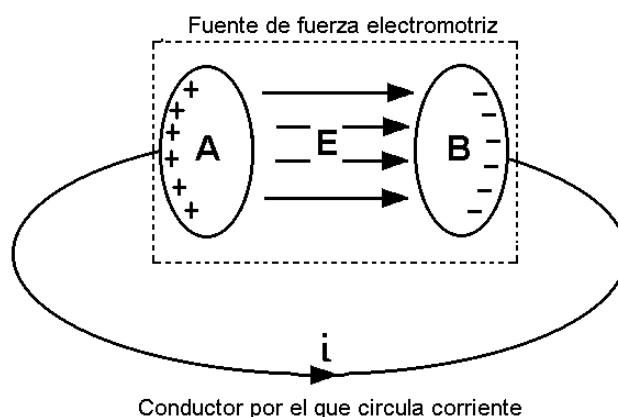 Fuente de fuerza electromotriz
A E B
i
Conductor por el que circula corriente